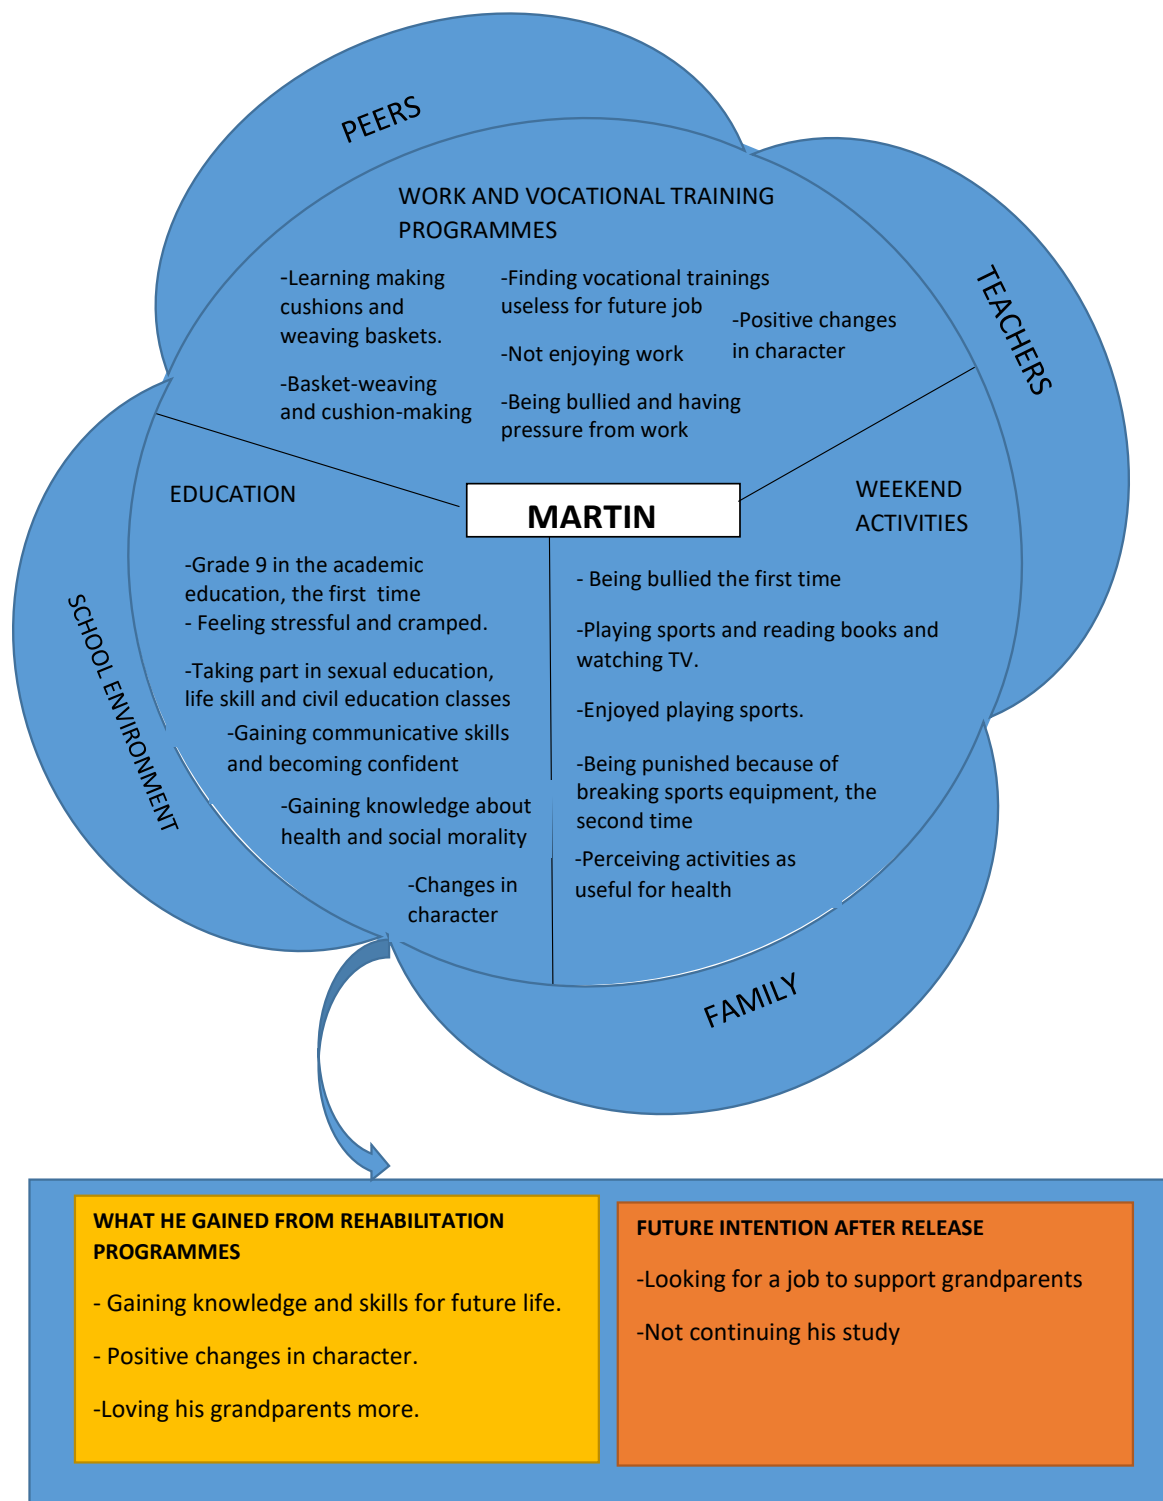 PEERS
TEACHERS
WORK AND VOCATIONAL TRAINING
PROGRAMMES
-Learning making
cushions and
weaving baskets.
-Basket-weaving
and cushion-making
-Finding vocational trainings
useless for future job
-Not enjoying work
-Being bullied and having
pressure from work
-Positive changes
in character
MARTIN
EDUCATION
-Grade 9 in the academic
education, the first  time
- Feeling stressful and cramped.
-Taking part in sexual education,
life skill and civil education classes
-Gaining communicative skills
and becoming confident
-Gaining knowledge about
health and social morality
-Changes in
character
WEEKEND
ACTIVITIES
- Being bullied the first time
-Playing sports and reading books and
watching TV.
-Enjoyed playing sports.
-Being punished because of
breaking sports equipment, the
second time
-Perceiving activities as
useful for health
SCHOOL ENVIRONMENT
FAMILY
WHAT HE GAINED FROM REHABILITATION
PROGRAMMES
- Gaining knowledge and skills for future life.
- Positive changes in character.
-Loving his grandparents more.
FUTURE INTENTION AFTER RELEASE
-Looking for a job to support grandparents
-Not continuing his study